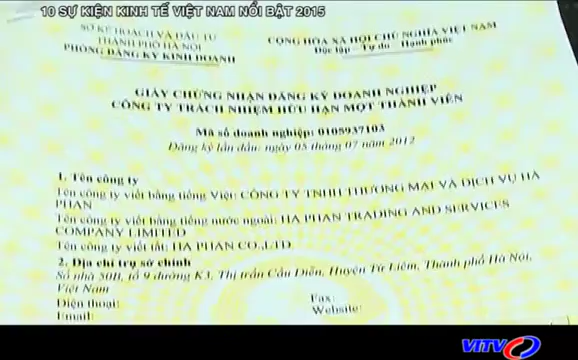 10 SỰ KIỆN KINH TẾ VIỆT NAM NỔI BẬT 2015
SỞ KẾ HOẠCH VÀ ĐẦU TƯ
THÀNH PHỐ HÀ NỘI
PHÒNG ĐĂNG KÝ KINH DOANH
CỘNG HÒA XÃ HỘI CHỦ NGHĨA VIỆT NAM
Độc lập - Tự do - Hạnh phúc
GIẤY CHỨNG NHẬN ĐĂNG KÝ DOANH NGHIỆP
CÔNG TY TRÁCH NHIỆM HỮU HẠN MỘT THÀNH VIÊN
Mã số doanh nghiệp: 0105937103
Đăng ký lần đầu: ngày 05 tháng 07 năm 2012
1. Tên công ty
Tên công ty viết bằng tiếng Việt: CÔNG TY TNHH THƯƠNG MẠI VÀ DỊCH VỤ HÀ
PHAN
Tên công ty viết bằng tiếng nước ngoài: HA PHAN TRADING AND SERVICES
COMPANY LIMITED
Tên công ty viết tắt: HA PHAN CO.,LTD
2. Địa chỉ trụ sở chính
Số nhà 50B, tổ 9 đường K3, Thị trấn Cầu Diễn, Huyện Từ Liêm, Thành phố Hà Nội,
Việt Nam
Điện thoại: Fax:
Email: Website:
VITV